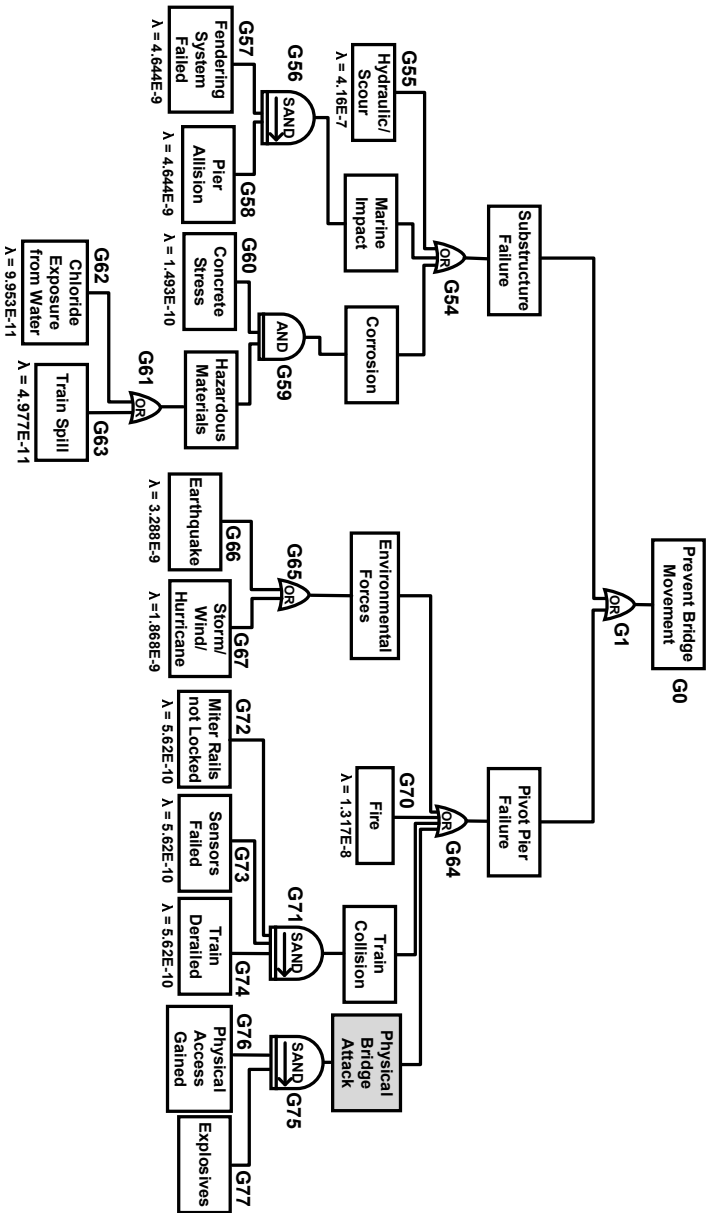 Prevent Bridge
Movement
G0
OR
G1
Substructure
Failure
Pivot Pier
Failure
OR
G54
OR
G64
G55
Hydraulic/
Scour
λ = 4.16E-7
Marine
Impact
Corrosion
G56
SAND
G57
Fendering
System
Failed
λ = 4.644E-9
Pier
Allision
G58
λ = 4.644E-9
AND
G59
G60
Concrete
Stress
λ = 1.493E-10
Hazardous
Materials
G61
OR
G62
Chloride
Exposure
from Water
λ = 9.953E-11
G63
Train Spill
λ = 4.977E-11
Environmental
Forces
G65
OR
G66
Earthquake
λ = 3.288E-9
Storm/
Wind/
Hurricane
G67
λ =1.868E-9
G70
Fire
λ = 1.317E-8
Train
Collision
G71
SAND
G72
Miter Rails
not Locked
λ = 5.62E-10
Sensors
Failed
G73
λ = 5.62E-10
Train
Derailed
G74
λ = 5.62E-10
Physical
Bridge
Attack
SAND
G75
G76
Physical
Access
Gained
Explosives
G77